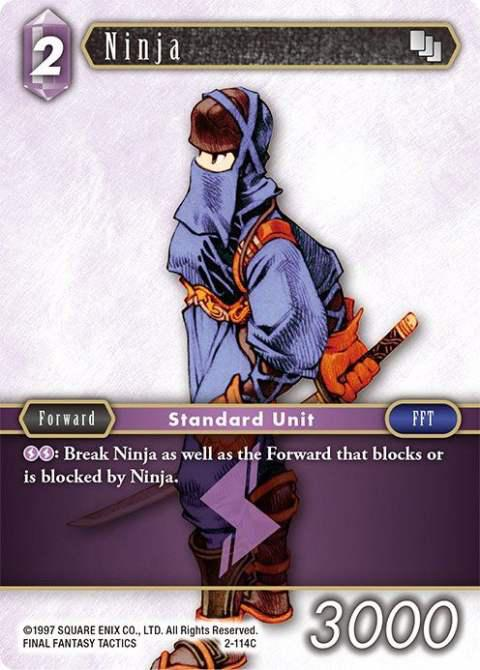 2
Ninja
Forward
Standard Unit
FFT
: Break Ninja as well as the Forward that blocks or
is blocked by Ninja.
©1997 SQUARE ENIX CO., LTD. All Rights Reserved.
FINAL FANTASY TACTICS
2-114C
3000